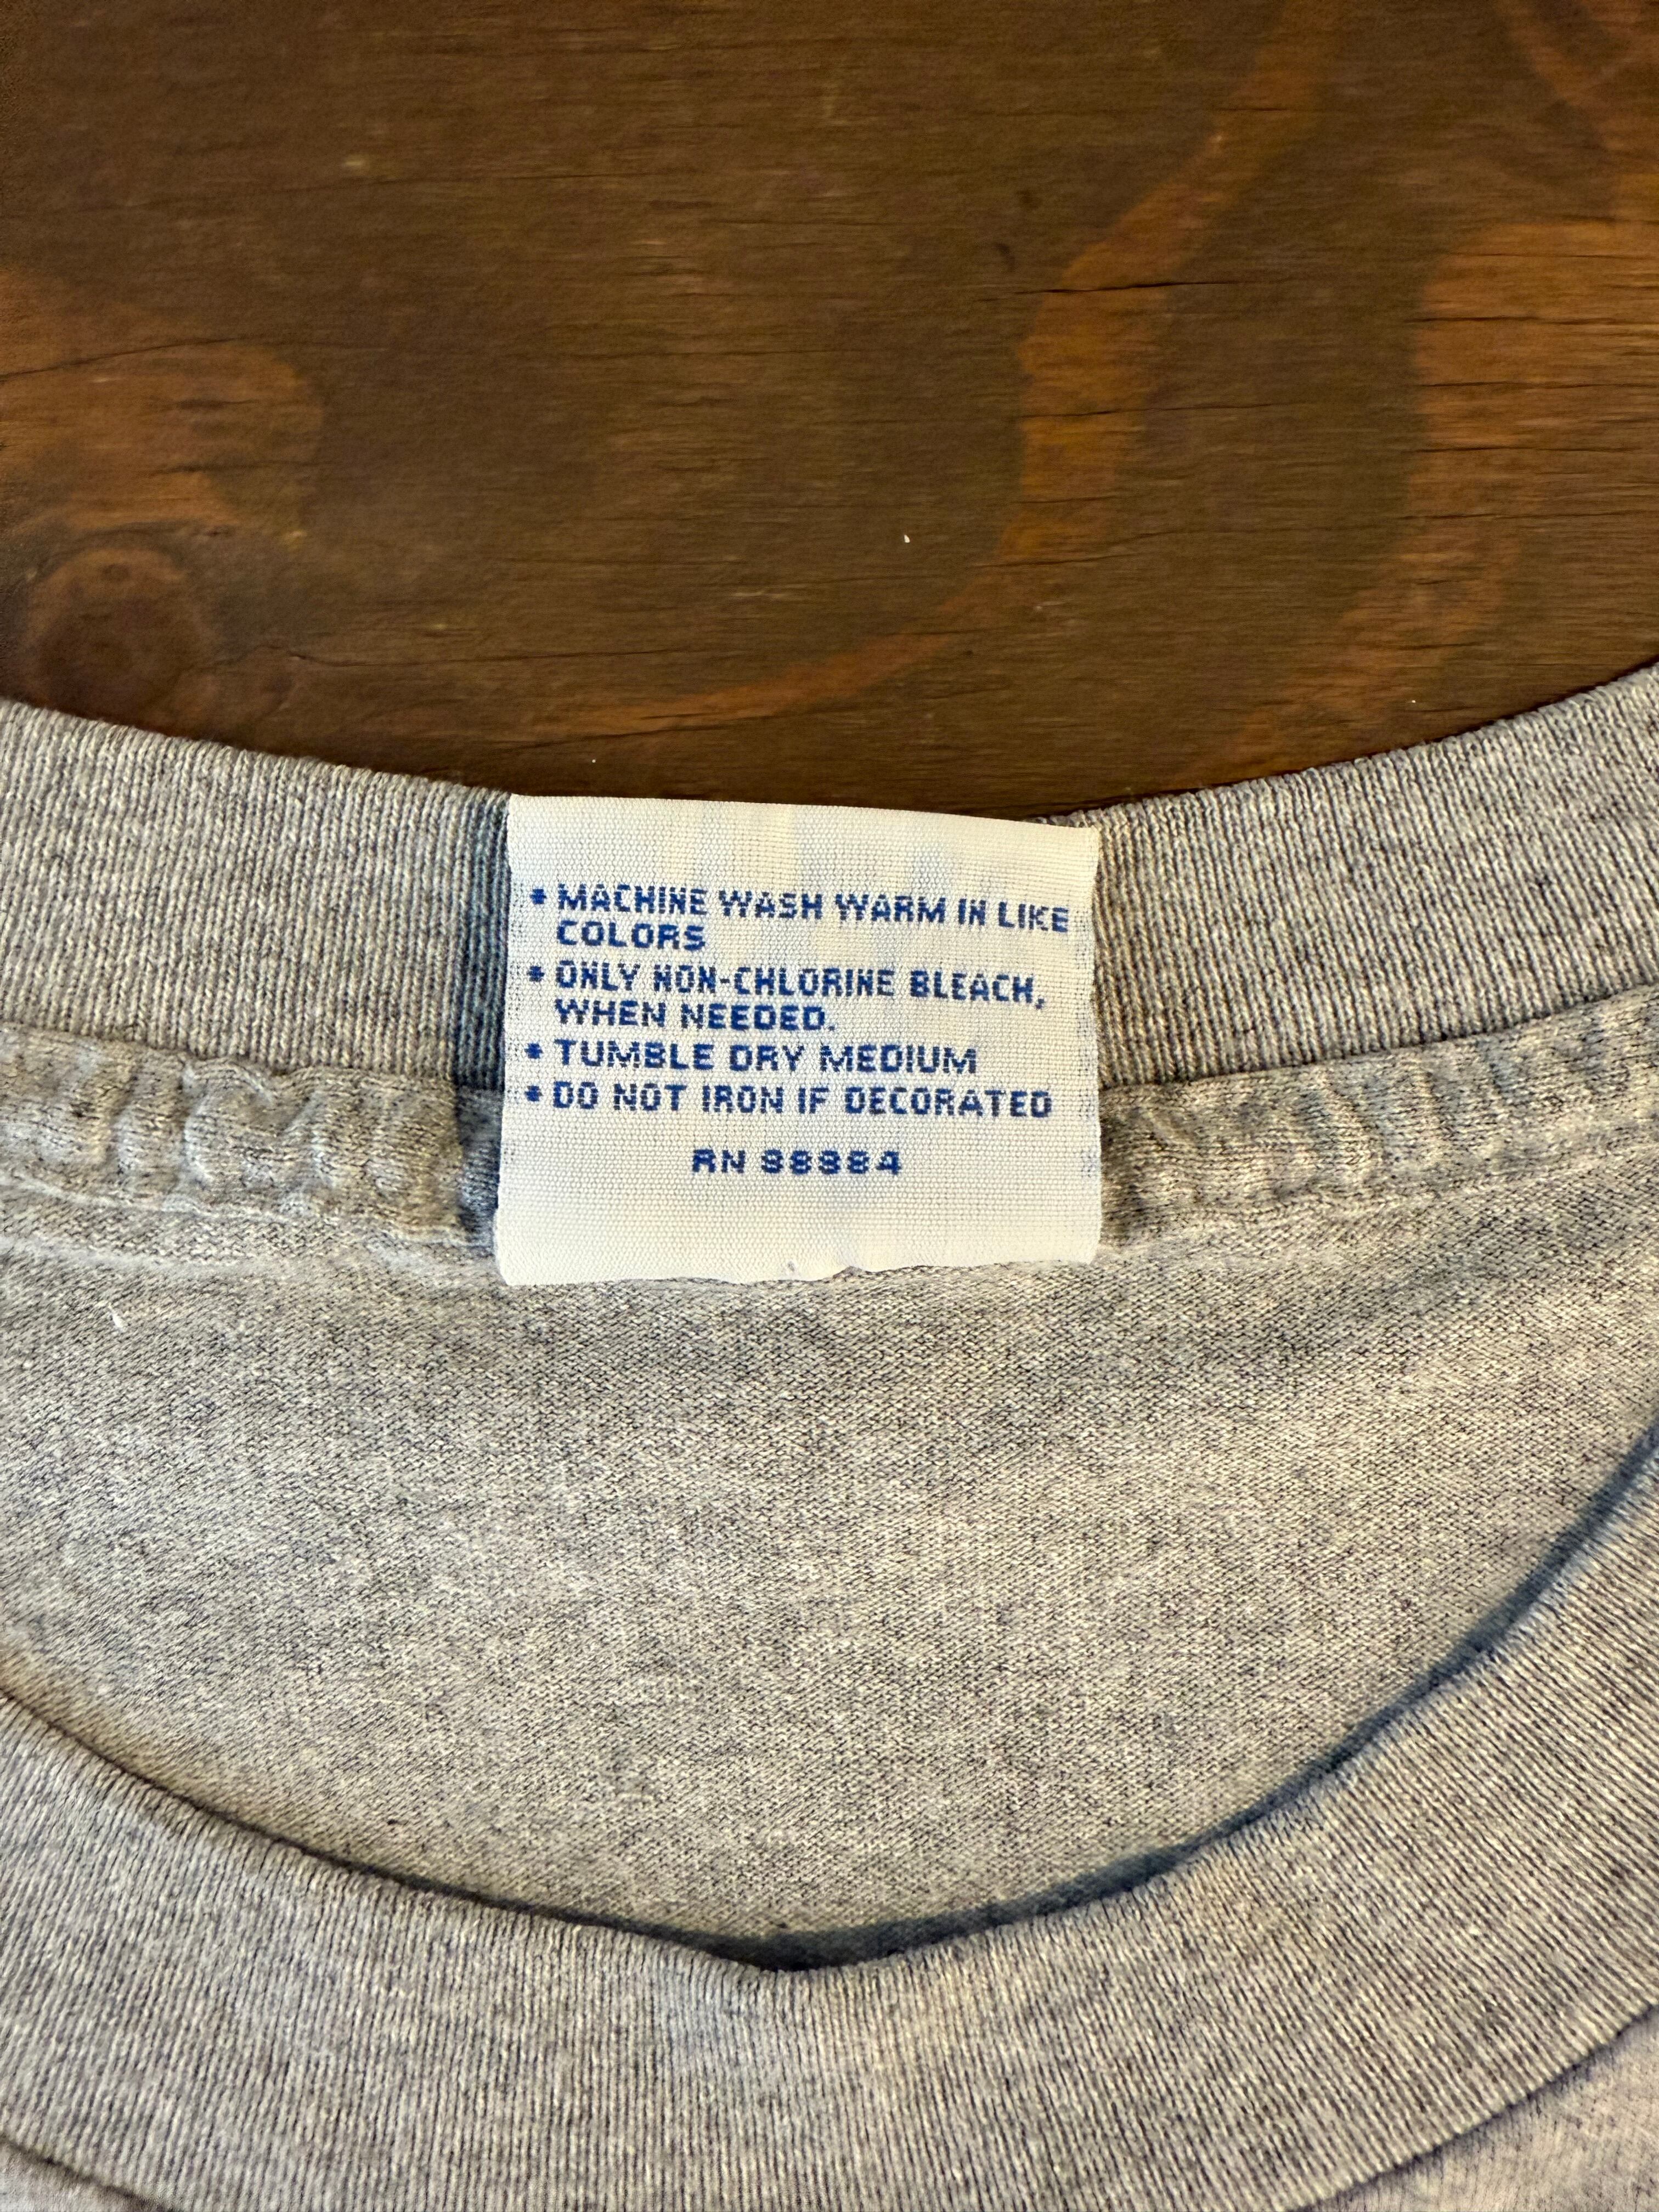 • MACHINE WASH WARM IN LIKE
COLORS
• ONLY NON-CHLORINE BLEACH,
WHEN NEEDED.
• TUMBLE DRY MEDIUM
• DO NOT IRON IF DECORATED
RN